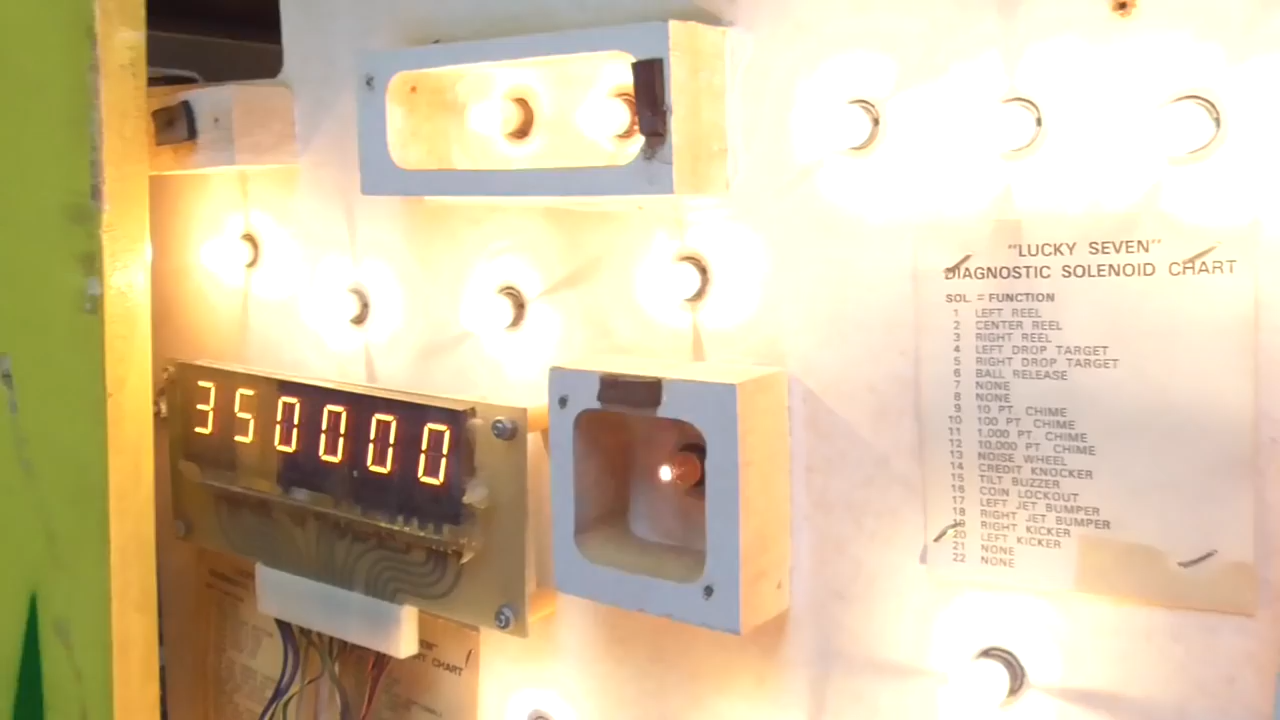 350000
"LUCKY SEVEN"
DIAGNOSTIC SOLENOID CHART
SOL. = FUNCTION
1 LEFT REEL
2 CENTER REEL
3 RIGHT REEL
4 LEFT DROP TARGET
5 RIGHT DROP TARGET
6 BALL RELEASE
7 NONE
8 NONE
9 10 PT. CHIME
10 100 PT. CHIME
11 1,000 PT. CHIME
12 10,000 PT. CHIME
13 NOISE WHEEL
14 CREDIT KNOCKER
15 TILT BUZZER
16 COIN LOCKOUT
17 LEFT JET BUMPER
18 RIGHT JET BUMPER
19 RIGHT KICKER
20 LEFT KICKER
21 NONE
22 NONE
CHART